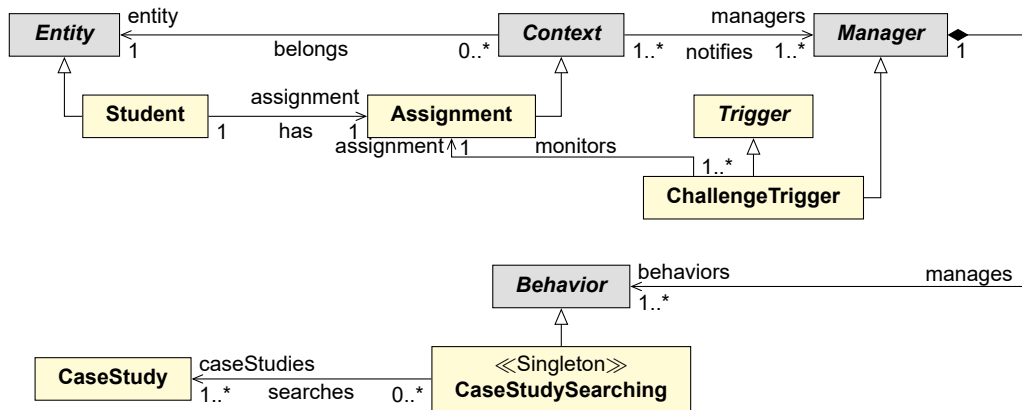 Entity
entity
1
belongs
0..*
Context
1..*
managers
notifies
1..*
Manager
1
Student
1
assignment
has
1
Assignment
assignment
1
monitors
1..*
Trigger
ChallengeTrigger
Behavior
behaviors
1..*
manages
CaseStudy
caseStudies
1..*
searches
0..*
≪Singleton≫
CaseStudySearching